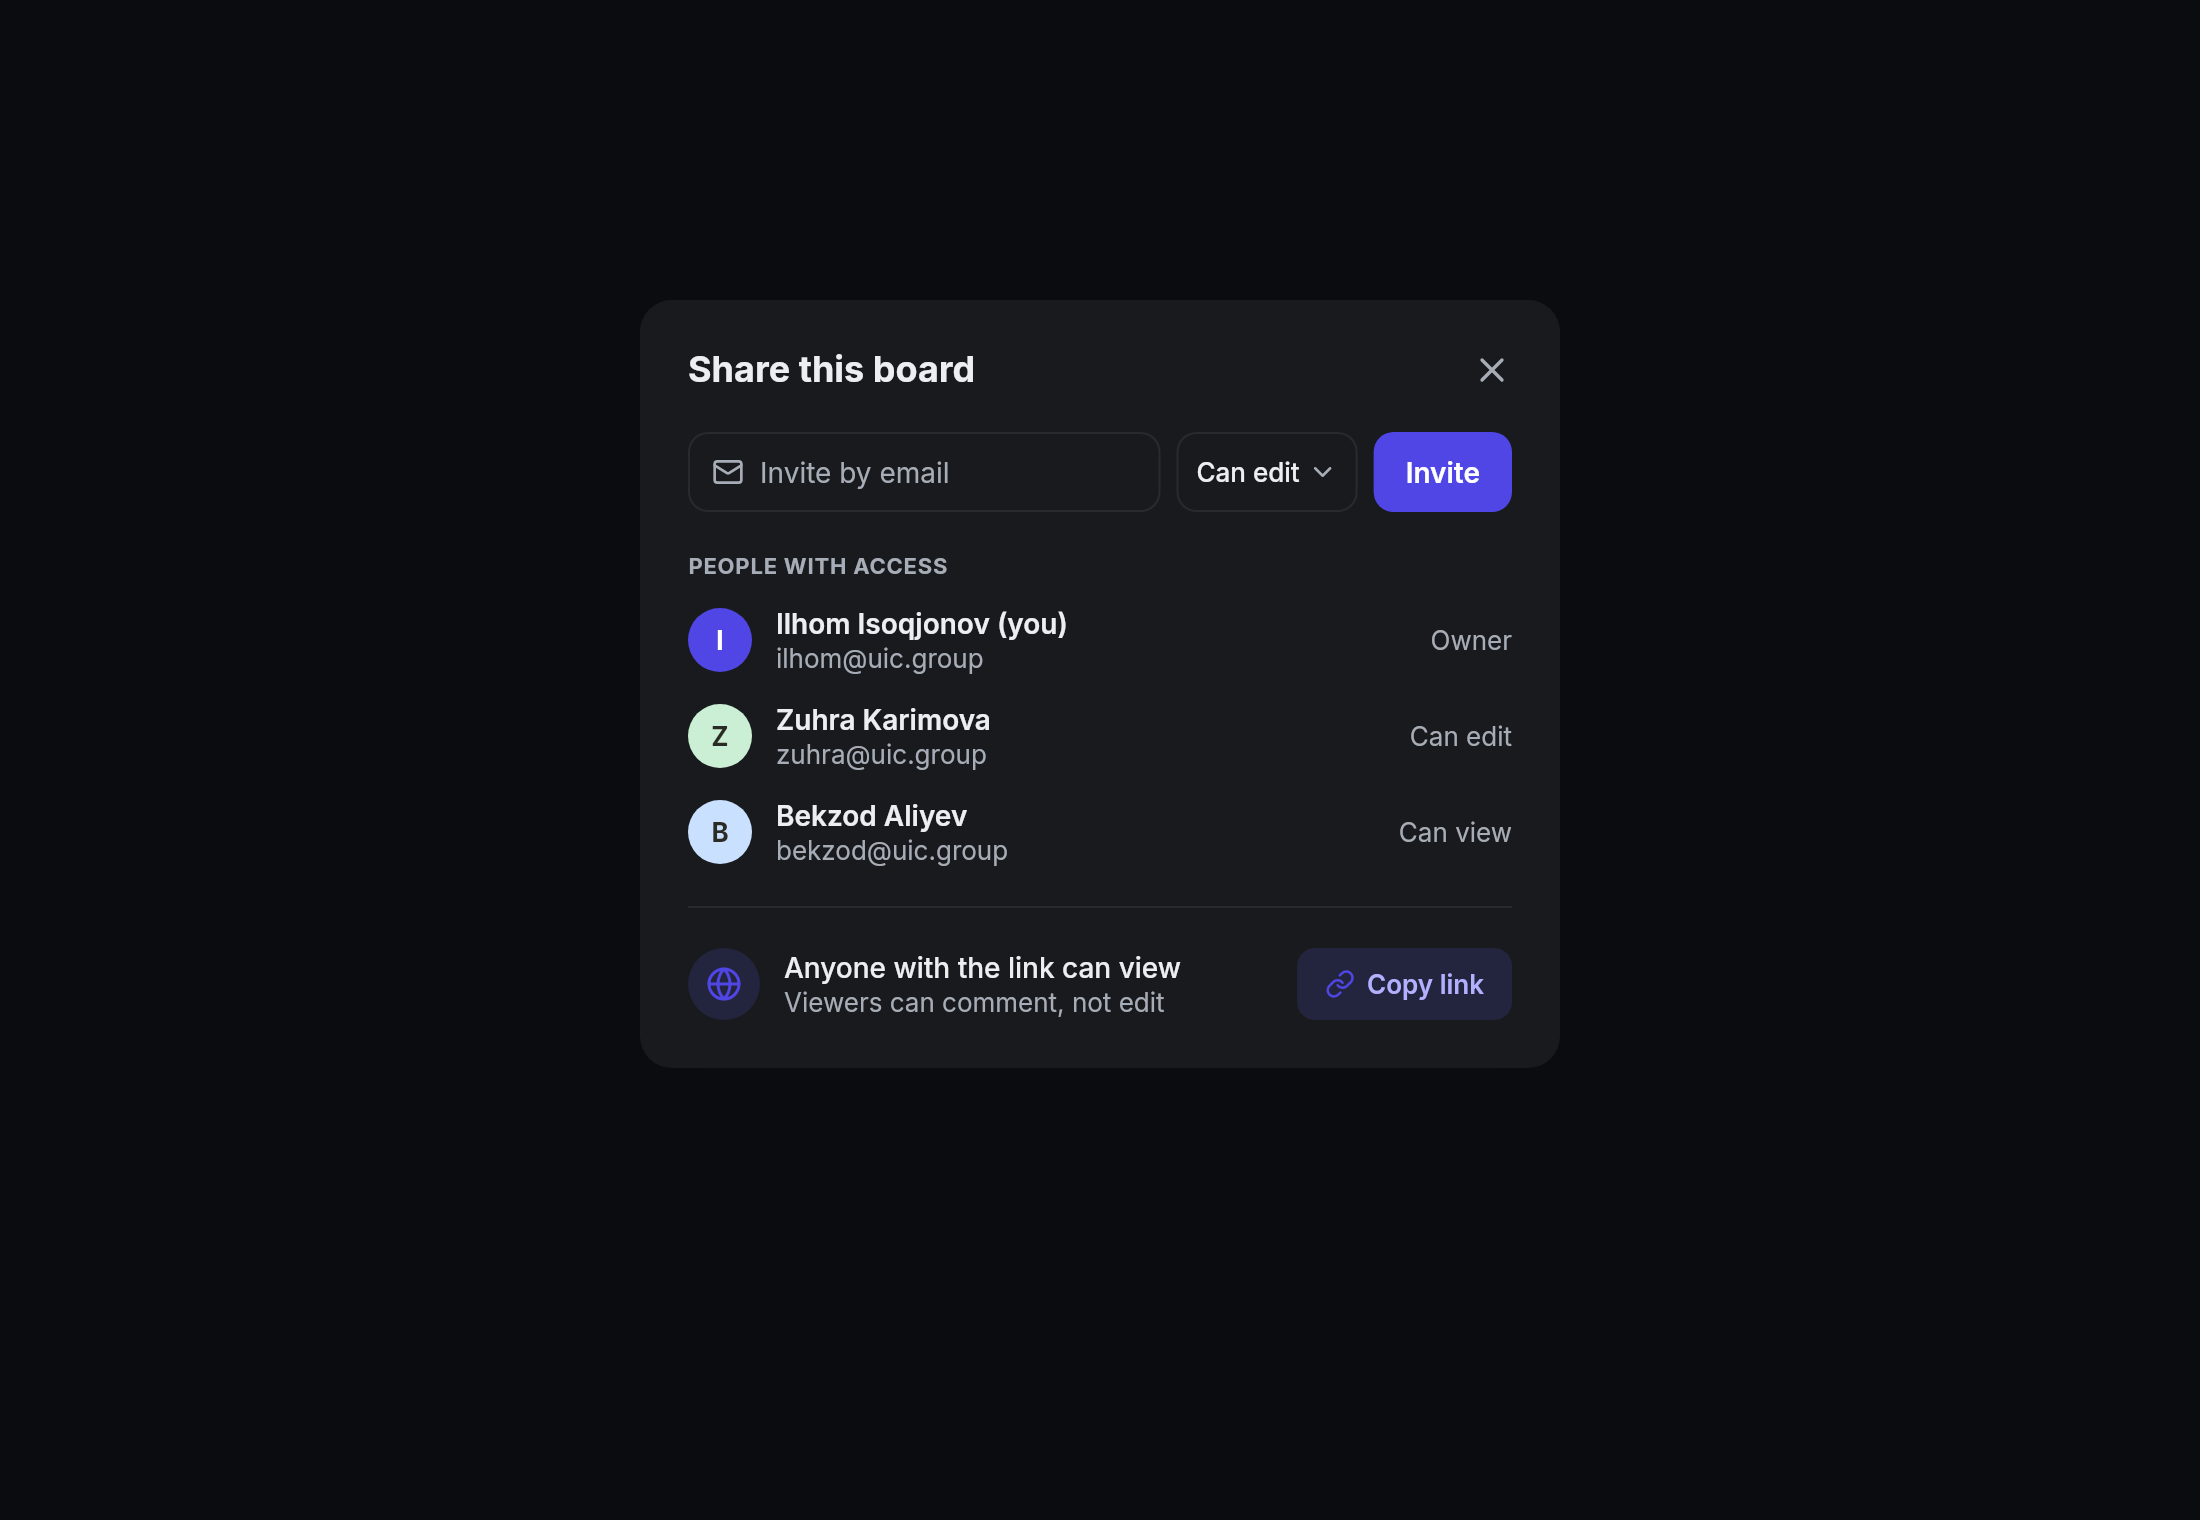 Share this board
Invite by email
Can edit
Invite
PEOPLE WITH ACCESS
I
Ilhom Isoqjonov (you)
ilhom@uic.group
Owner
Z
Zuhra Karimova
zuhra@uic.group
Can edit
B
Bekzod Aliyev
bekzod@uic.group
Can view
Anyone with the link can view
Viewers can comment, not edit
Copy link